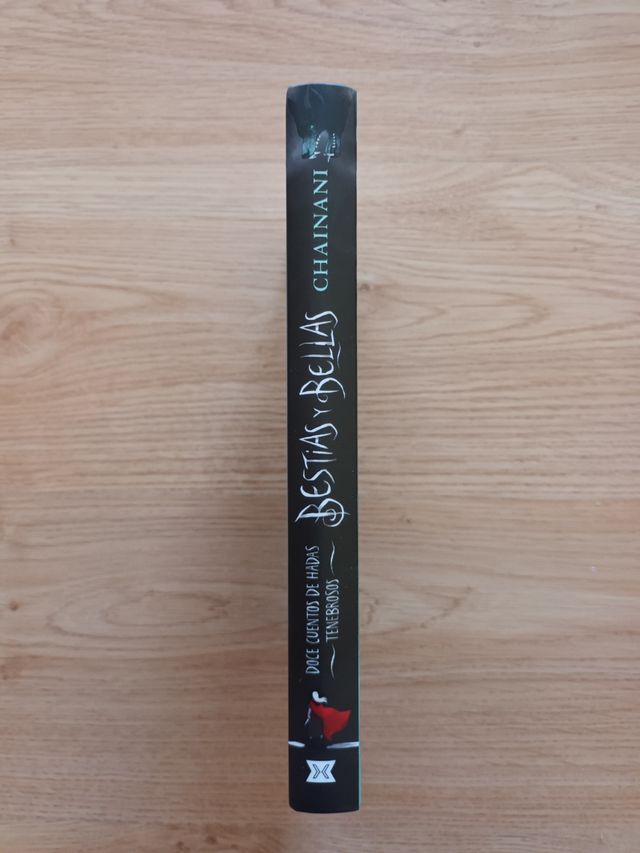 DOCE CUENTOS DE HADAS
TENEBROSOS
BESTIAS Y BELLAS
CHAINANI